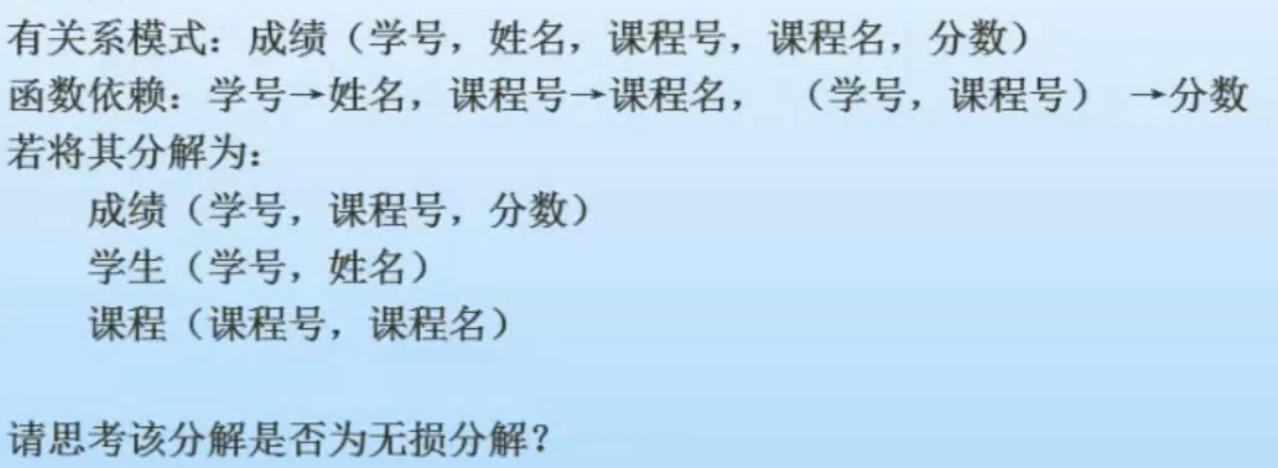 有关系模式：成绩（学号，姓名，课程号，课程名，分数）
函数依赖：学号→姓名，课程号→课程名， （学号，课程号） →分数
若将其分解为：
成绩（学号，课程号，分数）
学生（学号，姓名）
课程（课程号，课程名）
请思考该分解是否为无损分解？